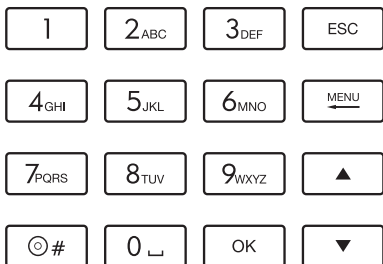 1 2ABC 3DEF ESC
4GHI 5JKL 6MNO MENU
7PQRS 8TUV 9WXYZ ▲
◎# 0⎵ OK ▼